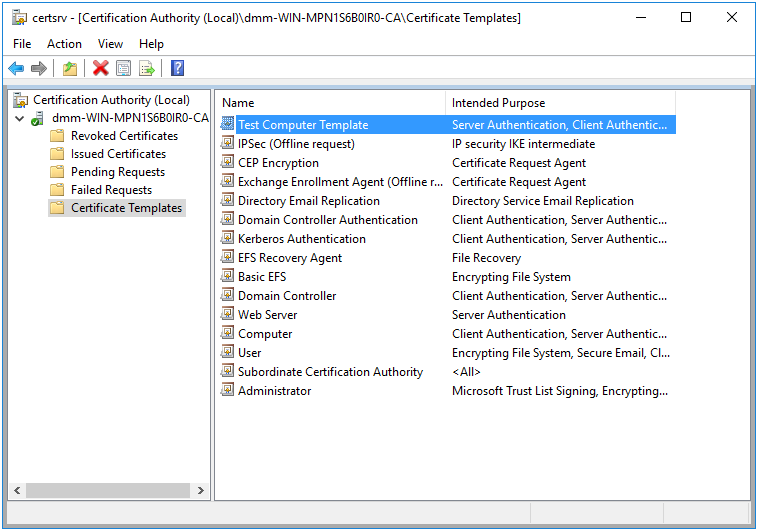 certsrv - [Certification Authority (Local)\dmm-WIN-MPN1S6B0IR0-CA\Certificate Templates]
File Action View Help
Certification Authority (Local)
dmm-WIN-MPN1S6B0IR0-CA
Revoked Certificates
Issued Certificates
Pending Requests
Failed Requests
Certificate Templates
Name Intended Purpose
Test Computer Template Server Authentication, Client Authentic...
IPSec (Offline request) IP security IKE intermediate
CEP Encryption Certificate Request Agent
Exchange Enrollment Agent (Offline r... Certificate Request Agent
Directory Email Replication Directory Service Email Replication
Domain Controller Authentication Client Authentication, Server Authentic...
Kerberos Authentication Client Authentication, Server Authentic...
EFS Recovery Agent File Recovery
Basic EFS Encrypting File System
Domain Controller Client Authentication, Server Authentic...
Web Server Server Authentication
Computer Client Authentication, Server Authentic...
User Encrypting File System, Secure Email, Cl...
Subordinate Certification Authority <All>
Administrator Microsoft Trust List Signing, Encrypting...